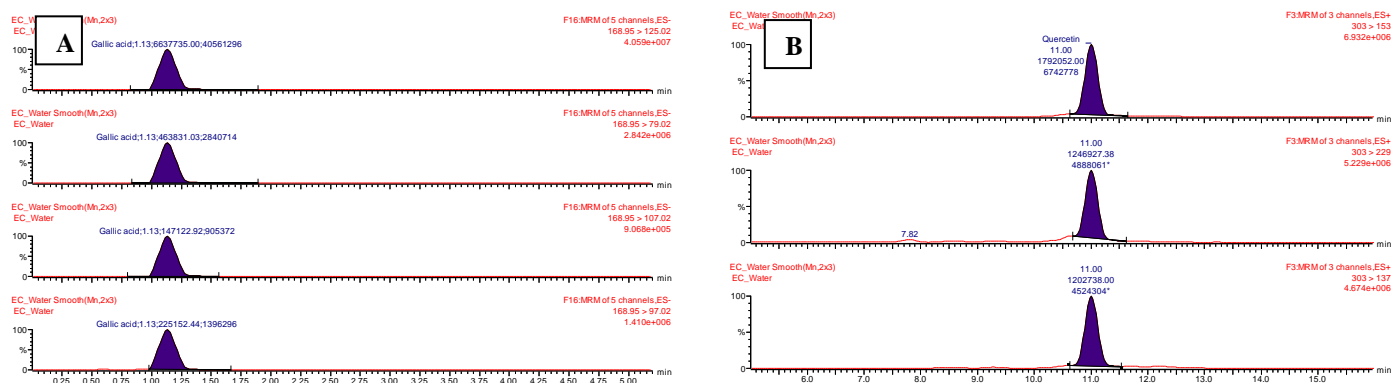 EC_Water Smooth(Mn,2x3)
F16:MRM of 5 channels,ES-
168.95 > 125.02
4.059e+007
A
Gallic acid;1.13;6637735.00;40561296
100
%
0
min
EC_Water Smooth(Mn,2x3)
EC_Water
F16:MRM of 5 channels,ES-
168.95 > 79.02
2.842e+006
Gallic acid;1.13;463831.03;2840714
100
%
0
min
EC_Water Smooth(Mn,2x3)
EC_Water
F16:MRM of 5 channels,ES-
168.95 > 107.02
9.068e+005
Gallic acid;1.13;147122.92;905372
100
%
0
min
EC_Water Smooth(Mn,2x3)
EC_Water
F16:MRM of 5 channels,ES-
168.95 > 97.02
1.410e+006
Gallic acid;1.13;225152.44;1396296
100
%
0
min
0.25 0.50 0.75 1.00 1.25 1.50 1.75 2.00 2.25 2.50 2.75 3.00 3.25 3.50 3.75 4.00 4.25 4.50 4.75 5.00
EC_Water Smooth(Mn,2x3)
F3:MRM of 3 channels,ES+
303 > 153
6.932e+006
B
Quercetin
11.00
1792052.00
6742778
100
%
0
min
EC_Water Smooth(Mn,2x3)
EC_Water
F3:MRM of 3 channels,ES+
303 > 229
5.229e+006
11.00
1246927.38
4888061*
7.82
100
%
0
min
EC_Water Smooth(Mn,2x3)
EC_Water
F3:MRM of 3 channels,ES+
303 > 137
4.674e+006
11.00
1202738.00
4524304*
100
%
0
min
6.0 7.0 8.0 9.0 10.0 11.0 12.0 13.0 14.0 15.0